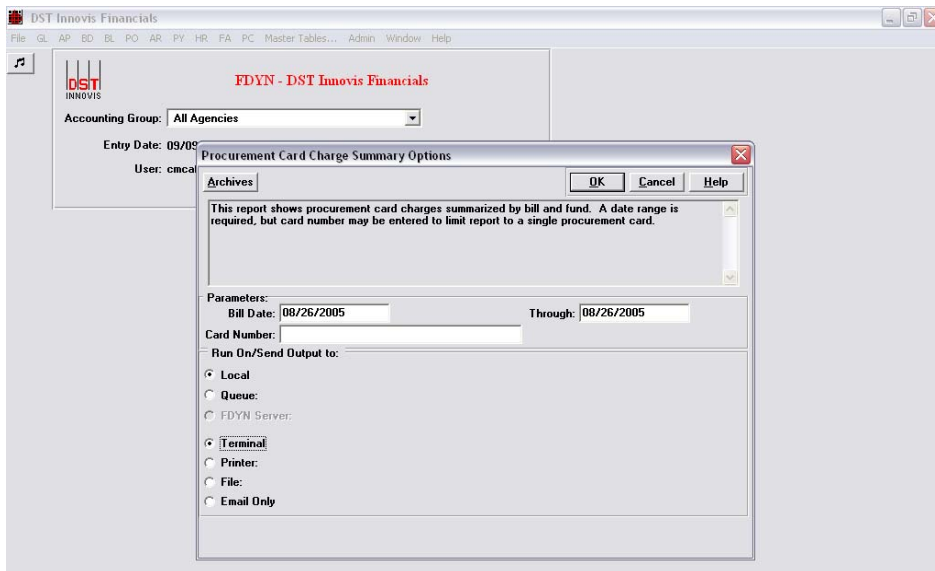 DST Innovis Financials
File GL AP BD BL PO AR PY HR FA PC Master Tables... Admin Window Help
DST
INNOVIS
FDYN - DST Innovis Financials
Accounting Group: All Agencies
Entry Date: 09/09
User: cmcal
Procurement Card Charge Summary Options
Archives OK Cancel Help
This report shows procurement card charges summarized by bill and fund. A date range is
required, but card number may be entered to limit report to a single procurement card.
Parameters:
Bill Date: 08/26/2005 Through: 08/26/2005
Card Number:
Run On/Send Output to:
Local
Queue:
FDYN Server:
Terminal
Printer:
File:
Email Only